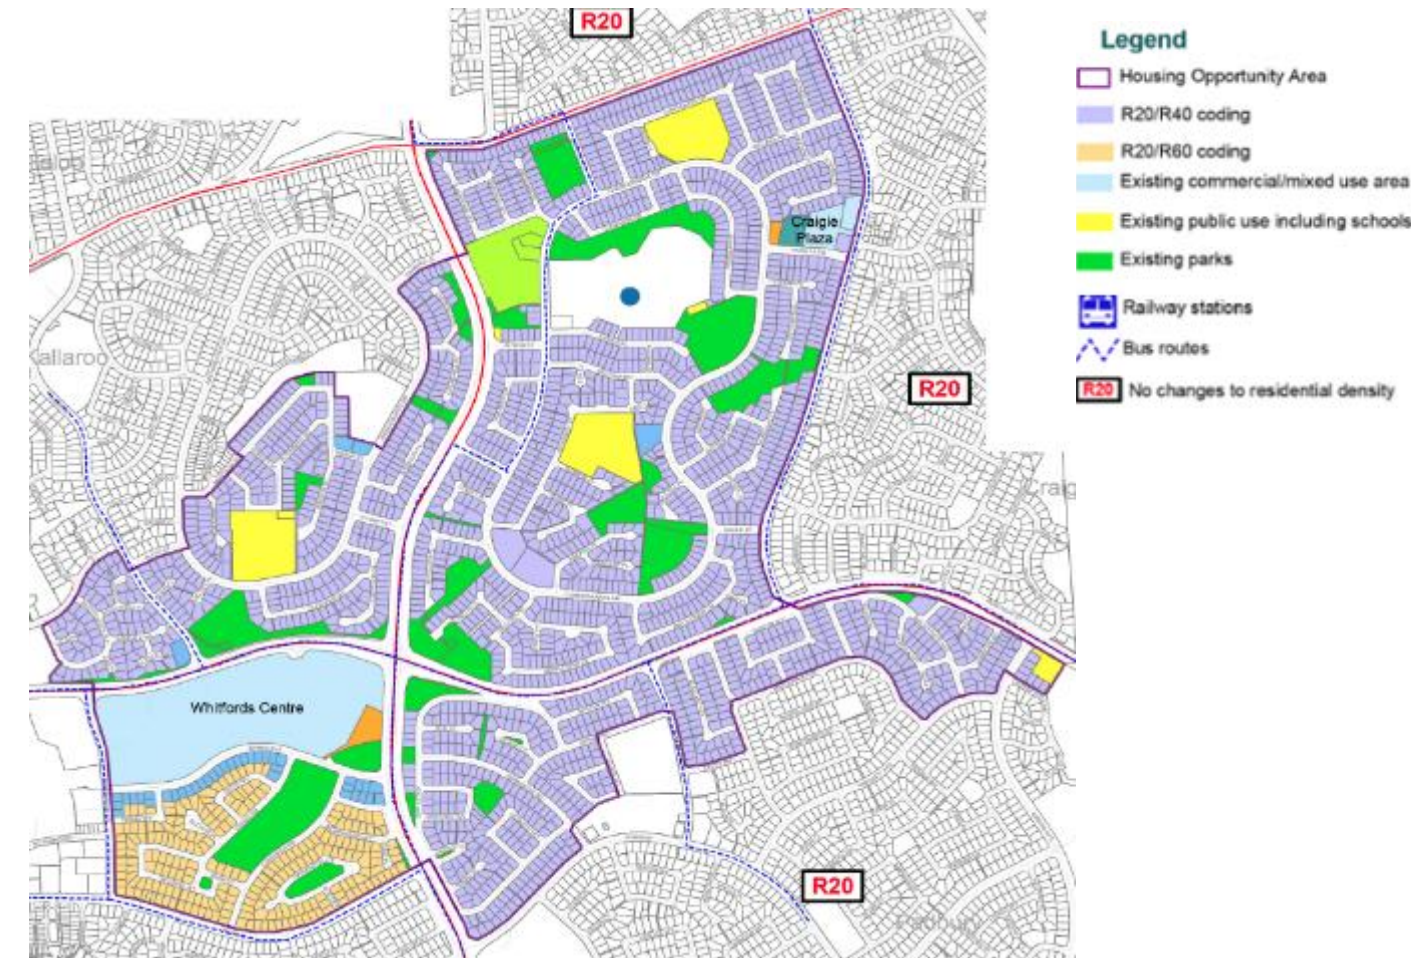 R20
Legend
Housing Opportunity Area
R20/R40 coding
R20/R60 coding
Existing commercial/mixed use area
Existing public use including schools
Existing parks
Railway stations
Bus routes
R20 No changes to residential density
Craigie
Plaza
R20
Whitfords Centre
R20